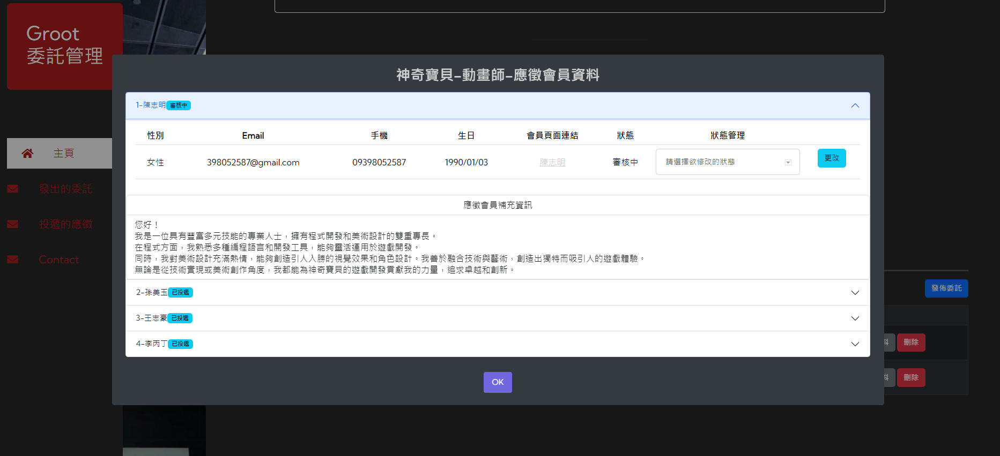 Groot
委託管理
主頁
發出的委託
投遞的應徵
Contact
神奇寶貝-動畫師-應徵會員資料
1-陳志明 審核中
性別 Email 手機 生日 會員頁面連結 狀態 狀態管理
女性 398052587@gmail.com 09398052587 1990/01/03 陳志明 審核中 請選擇欲修改的狀態 更改
應徵會員補充資訊
您好！
我是一位具有豐富多元技能的專業人士，擁有程式開發和美術設計的雙重專長。
在程式方面，我熟悉多種編程語言和開發工具，能夠靈活運用於遊戲開發。
同時，我對美術設計充滿熱情，能夠創造引人入勝的視覺效果和角色設計。我善於融合技術與藝術，創造出獨特而吸引人的遊戲體驗。
無論是從技術實現或美術創作角度，我都能為神奇寶貝的遊戲開發貢獻我的力量，追求卓越和創新。
2-孫美玉 已投遞
3-王志豪 已投遞
4-李丙丁 已投遞
OK
發佈委託
料 刪除
料 刪除